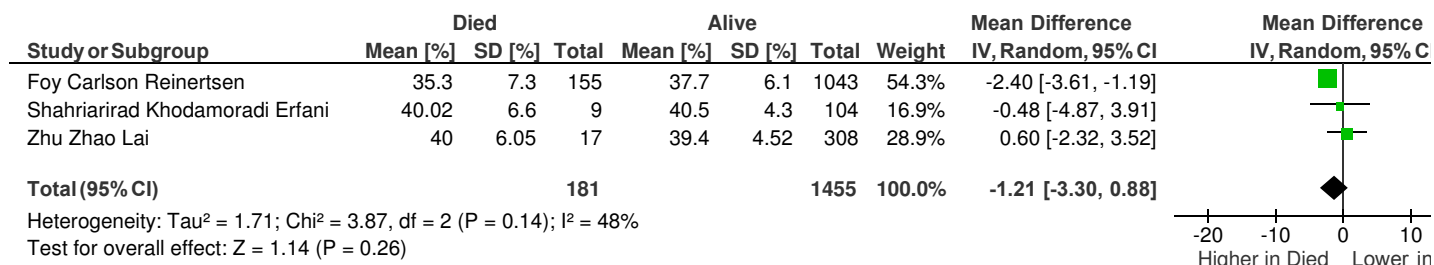 Died Alive Mean Difference Mean Difference
Study or Subgroup Mean [%] SD [%] Total Mean [%] SD [%] Total Weight IV, Random, 95% CI IV, Random, 95% CI
Foy Carlson Reinertsen 35.3 7.3 155 37.7 6.1 1043 54.3% -2.40 [-3.61, -1.19]
Shahriarirad Khodamoradi Erfani 40.02 6.6 9 40.5 4.3 104 16.9% -0.48 [-4.87, 3.91]
Zhu Zhao Lai 40 6.05 17 39.4 4.52 308 28.9% 0.60 [-2.32, 3.52]
Total (95% CI) 181 1455 100.0% -1.21 [-3.30, 0.88]
Heterogeneity: Tau² = 1.71; Chi² = 3.87, df = 2 (P = 0.14); I² = 48%
Test for overall effect: Z = 1.14 (P = 0.26)
-20 -10 0 10
Higher in Died Lower in